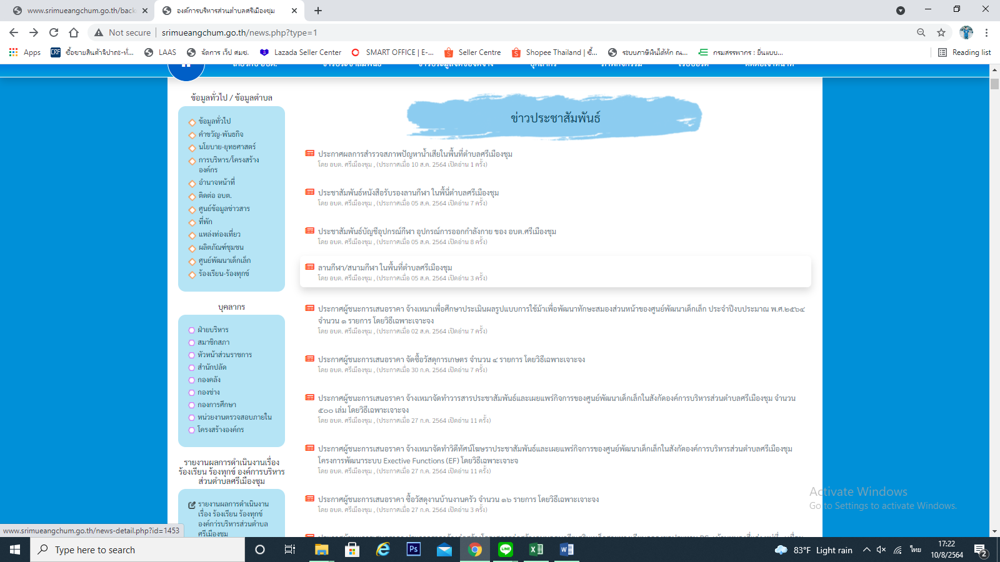 www.srimueangchum.go.th/back
องค์การบริหารส่วนตำบลศรีเมืองชุม
Not secure
srimueangchum.go.th/news.php?type=1
Apps
ซื้อขายสินค้าจิปาถะ-ทั...
LAAS
จัดการ เว็ป ศมช.
Lazada Seller Center
SMART OFFICE | E-...
Seller Centre
Shopee Thailand | ซื้...
ระบบภาษีเงินได้หัก ณ...
กรมสรรพากร : ยื่นแบบ...
Reading list
ข้อมูลทั่วไป / ข้อมูลตำบล
ข้อมูลทั่วไป
คำขวัญ-พันธกิจ
นโยบาย-ยุทธศาสตร์
การบริหาร/โครงสร้าง
องค์กร
อำนาจหน้าที่
ติดต่อ อบต.
ศูนย์ข้อมูลข่าวสาร
ที่พัก
แหล่งท่องเที่ยว
ผลิตภัณฑ์ชุมชน
ศูนย์พัฒนาเด็กเล็ก
ร้องเรียน-ร้องทุกข์
บุคลากร
ฝ่ายบริหาร
สมาชิกสภา
หัวหน้าส่วนราชการ
สำนักปลัด
กองคลัง
กองช่าง
กองการศึกษา
หน่วยงานตรวจสอบภายใน
โครงสร้างองค์กร
รายงานผลการดำเนินงานเรื่อง
ร้องเรียน ร้องทุกข์ องค์การบริหาร
ส่วนตำบลศรีเมืองชุม
รายงานผลการดำเนินงาน
เรื่อง ร้องเรียน ร้องทุกข์
องค์กำรบริหารส่วนตำบล
ศรีเมืองชุม
ข่าวประชาสัมพันธ์
ประกาศผลการสำรวจสภาพปัญหาน้ำเสียในพื้นที่ตำบลศรีเมืองชุม
โดย อบต. ศรีเมืองชุม , (ประกาศเมื่อ 10 ส.ค. 2564 เปิดอ่าน 1 ครั้ง)
ประชาสัมพันธ์หนังสือรับรองลานกีฬา ในพื้นี่ตำบลศรีเมืองชุม
โดย อบต. ศรีเมืองชุม , (ประกาศเมื่อ 05 ส.ค. 2564 เปิดอ่าน 7 ครั้ง)
ประชาสัมพันธ์บัญชีอุปกรณ์กีฬา อุปกรณ์การออกกำลังกาย ของ อบต.ศรีเมืองชุม
โดย อบต. ศรีเมืองชุม , (ประกาศเมื่อ 05 ส.ค. 2564 เปิดอ่าน 8 ครั้ง)
ลานกีฬา/สนามกีฬา ในพื้นที่ตำบลศรีเมืองชุม
โดย อบต. ศรีเมืองชุม , (ประกาศเมื่อ 05 ส.ค. 2564 เปิดอ่าน 3 ครั้ง)
ประกาศผู้ชนะการเสนอราคา จ้างเหมาเพื่อศึกษาประเมินผลรูปแบบการใช้ม้าเพื่อพัฒนาทักษะสมองส่วนหน้าของศูนย์พัฒนาเด็กเล็ก ประจำปีงบประมาณ พ.ศ.๒๕๖๔
จำนวน ๑ รายการ โดยวิธีเฉพาะเจาะจง
โดย อบต. ศรีเมืองชุม , (ประกาศเมื่อ 02 ส.ค. 2564 เปิดอ่าน 7 ครั้ง)
ประกาศผู้ชนะการเสนอราคา จัดซื้อวัสดุการเกษตร จำนวน ๔ รายการ โดยวิธีเฉพาะเจาะจง
โดย อบต. ศรีเมืองชุม , (ประกาศเมื่อ 30 ก.ค. 2564 เปิดอ่าน 7 ครั้ง)
ประกาศผู้ชนะการเสนอราคา จ้างเหมาจัดทำวารสารประชาสัมพันธ์และเผยแพร่กิจการของศูนย์พัฒนาเด็กเล็กในสังกัดองค์การบริหารส่วนตำบลศรีเมืองชุม จำนวน
๕๐๐ เล่ม โดยวิธีเฉพาะเจาะจง
โดย อบต. ศรีเมืองชุม , (ประกาศเมื่อ 27 ก.ค. 2564 เปิดอ่าน 11 ครั้ง)
ประกาศผู้ชนะการเสนอราคา จ้างเหมาจัดทำวิดีทัศน์โฆษราประชาสัมพันธ์และเผยแพร่กิจการของศูนย์พัฒนาเด็กเล็กในสังกัดองค์การบริหารส่วนตำบลศรีเมืองชุม
โครงการพัฒนาระบบ Exective Functions (EF) โดยวิธีเฉพาะเจาะจ
โดย อบต. ศรีเมืองชุม , (ประกาศเมื่อ 27 ก.ค. 2564 เปิดอ่าน 11 ครั้ง)
ประกาศผู้ชนะการเสนอราคา ซื้อวัสดุงานบ้านงานครัว จำนวน ๑๖ รายการ โดยวิธีเฉพาะเจาะจง
โดย อบต. ศรีเมืองชุม , (ประกาศเมื่อ 27 ก.ค. 2564 เปิดอ่าน 3 ครั้ง)
Activate Windows
Go to Settings to activate Windows.
www.srimueangchum.go.th/news-detail.php?id=1453
Type here to search
83°F Light rain
ไทย
17:22
10/8/2564
2